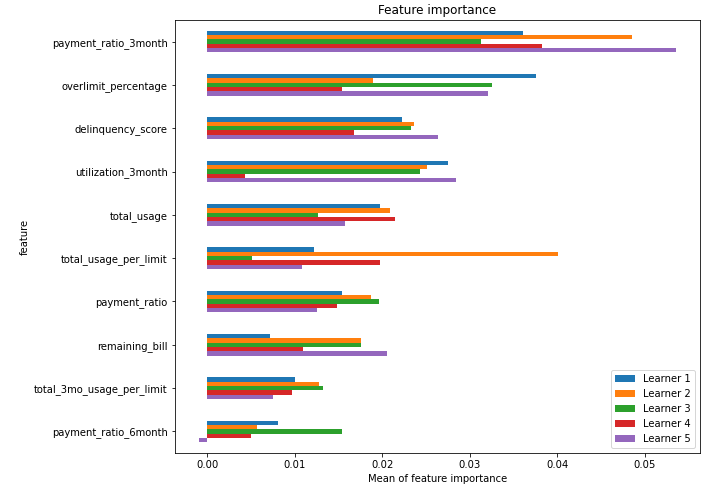 Feature importance
payment_ratio_3month
overlimit_percentage
delinquency_score
utilization_3month
total_usage
total_usage_per_limit
payment_ratio
remaining_bill
total_3mo_usage_per_limit
payment_ratio_6month
feature
Learner 1
Learner 2
Learner 3
Learner 4
Learner 5
0.00 0.01 0.02 0.03 0.04 0.05
Mean of feature importance